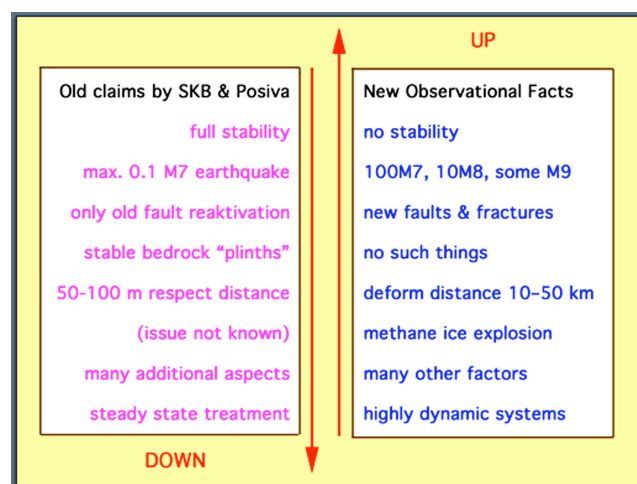 UP
Old claims by SKB & Posiva
full stability
max. 0.1 M7 earthquake
only old fault reaktivation
stable bedrock “plinths”
50-100 m respect distance
(issue not known)
many additional aspects
steady state treatment
DOWN
New Observational Facts
no stability
100M7, 10M8, some M9
new faults & fractures
no such things
deform distance 10–50 km
methane ice explosion
many other factors
highly dynamic systems